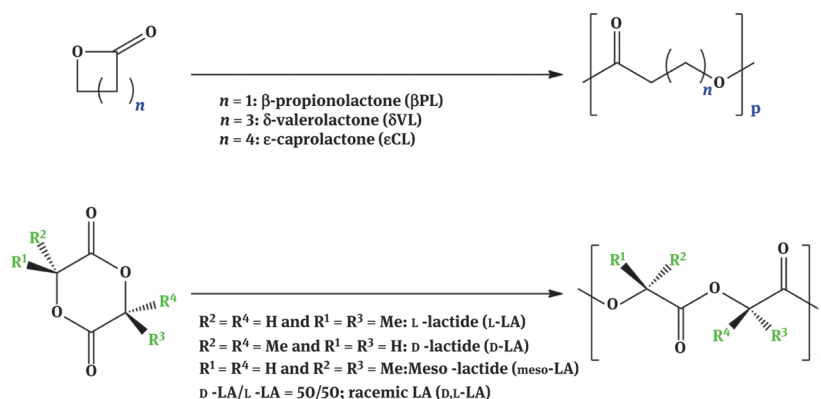 O
O
n
n = 1: β-propionolactone (βPL)
n = 3: δ-valerolactone (δVL)
n = 4: ε-caprolactone (εCL)
O
O
n
p
O
R²
R¹
O
O
R⁴
R³
O
R² = R⁴ = H and R¹ = R³ = Me: L -lactide (L-LA)
R² = R⁴ = Me and R¹ = R³ = H: D -lactide (D-LA)
R¹ = R⁴ = H and R² = R³ = Me:Meso -lactide (meso-LA)
D -LA/L -LA = 50/50; racemic LA (D,L-LA)
R¹
R²
O
O
O
O
R⁴
R³